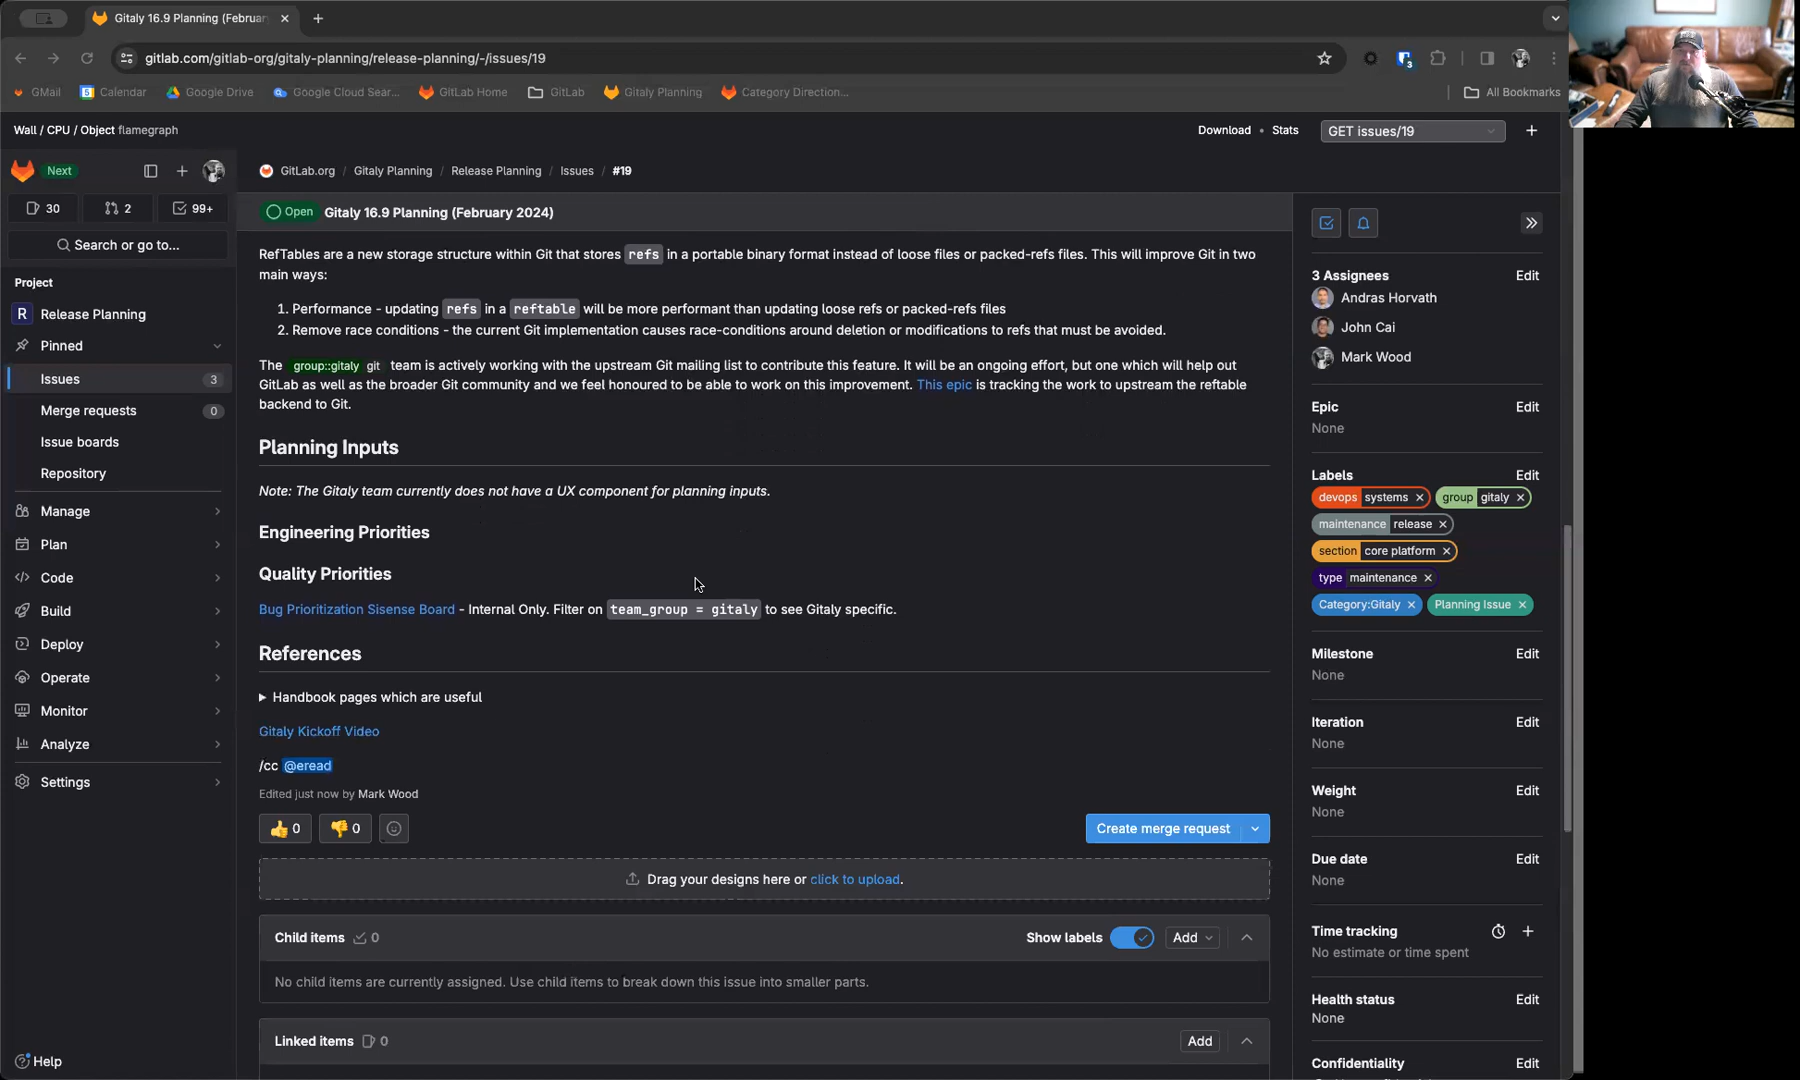 Gitaly 16.9 Planning (Februar
gitlab.com/gitlab-org/gitaly-planning/release-planning/-/issues/19
3
GMail
5 Calendar
Google Drive
Google Cloud Sear...
GitLab Home
GitLab
Gitaly Planning
Category Direction...
All Bookmarks
Wall / CPU / Object flamegraph
Download • Stats
GET issues/19
Next
GitLab.org / Gitaly Planning / Release Planning / Issues / #19
30
2
99+
Search or go to...
Project
R Release Planning
Pinned
Issues 3
Merge requests 0
Issue boards
Repository
Manage
Plan
Code
Build
Deploy
Operate
Monitor
Analyze
Settings
Help
Open Gitaly 16.9 Planning (February 2024)
RefTables are a new storage structure within Git that stores refs in a portable binary format instead of loose files or packed-refs files. This will improve Git in two
main ways:
1. Performance - updating refs in a reftable will be more performant than updating loose refs or packed-refs files
2. Remove race conditions - the current Git implementation causes race-conditions around deletion or modifications to refs that must be avoided.
The group::gitaly git team is actively working with the upstream Git mailing list to contribute this feature. It will be an ongoing effort, but one which will help out
GitLab as well as the broader Git community and we feel honoured to be able to work on this improvement. This epic is tracking the work to upstream the reftable
backend to Git.
Planning Inputs
Note: The Gitaly team currently does not have a UX component for planning inputs.
Engineering Priorities
Quality Priorities
Bug Prioritization Sisense Board - Internal Only. Filter on team_group = gitaly to see Gitaly specific.
References
Handbook pages which are useful
Gitaly Kickoff Video
/cc @eread
Edited just now by Mark Wood
👍 0
👎 0
Create merge request
Drag your designs here or click to upload.
Child items 0
Show labels
Add
No child items are currently assigned. Use child items to break down this issue into smaller parts.
Linked items 0
Add
3 Assignees Edit
Andras Horvath
John Cai
Mark Wood
Epic Edit
None
Labels Edit
devops systems
group gitaly
maintenance release
section core platform
type maintenance
Category:Gitaly
Planning Issue
Milestone Edit
None
Iteration Edit
None
Weight Edit
None
Due date Edit
None
Time tracking
No estimate or time spent
Health status Edit
None
Confidentiality Edit